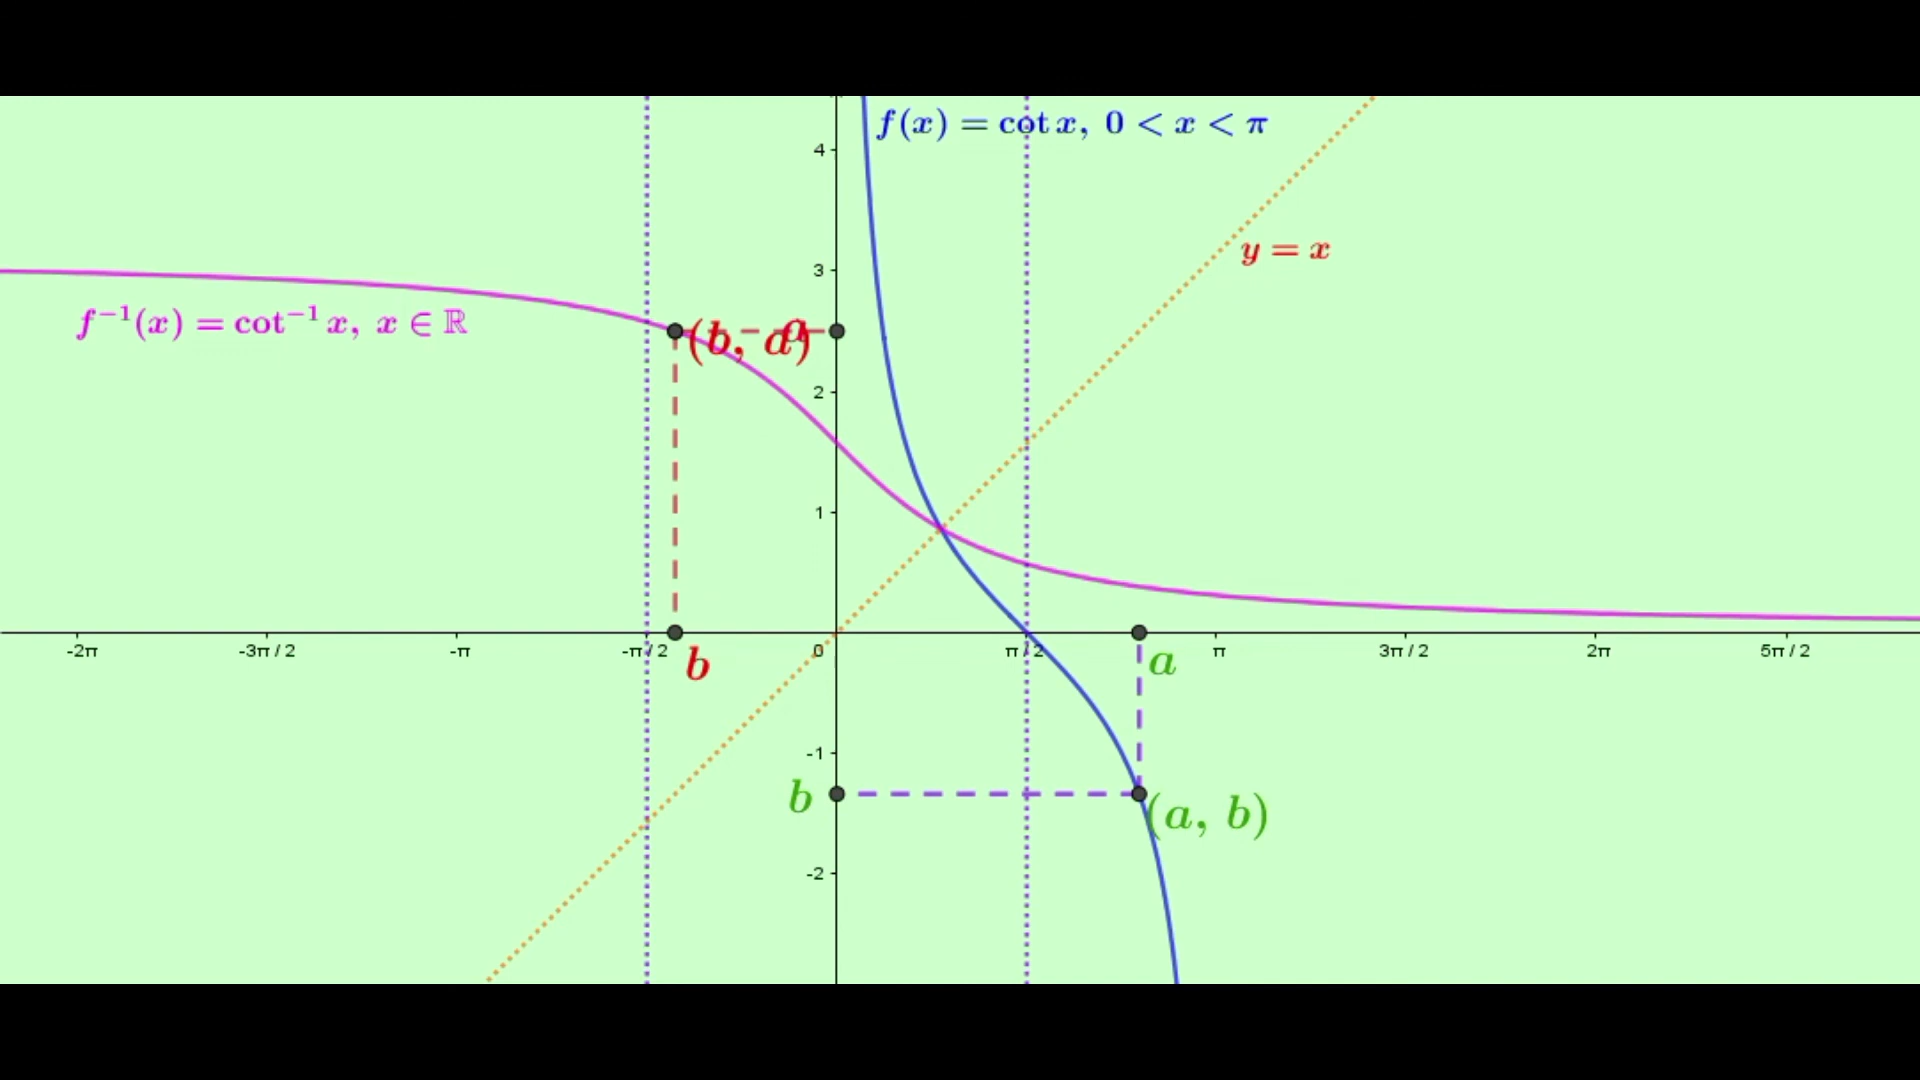 f(x) = cot x, 0 < x < π
4
y = x
3
f⁻¹(x) = cot⁻¹ x, x ∈ ℝ
(b, a) a
2
1
-2π -3π / 2 -π -π / 2 0 π / 2 π 3π / 2 2π 5π / 2
b a
-1
b (a, b)
-2